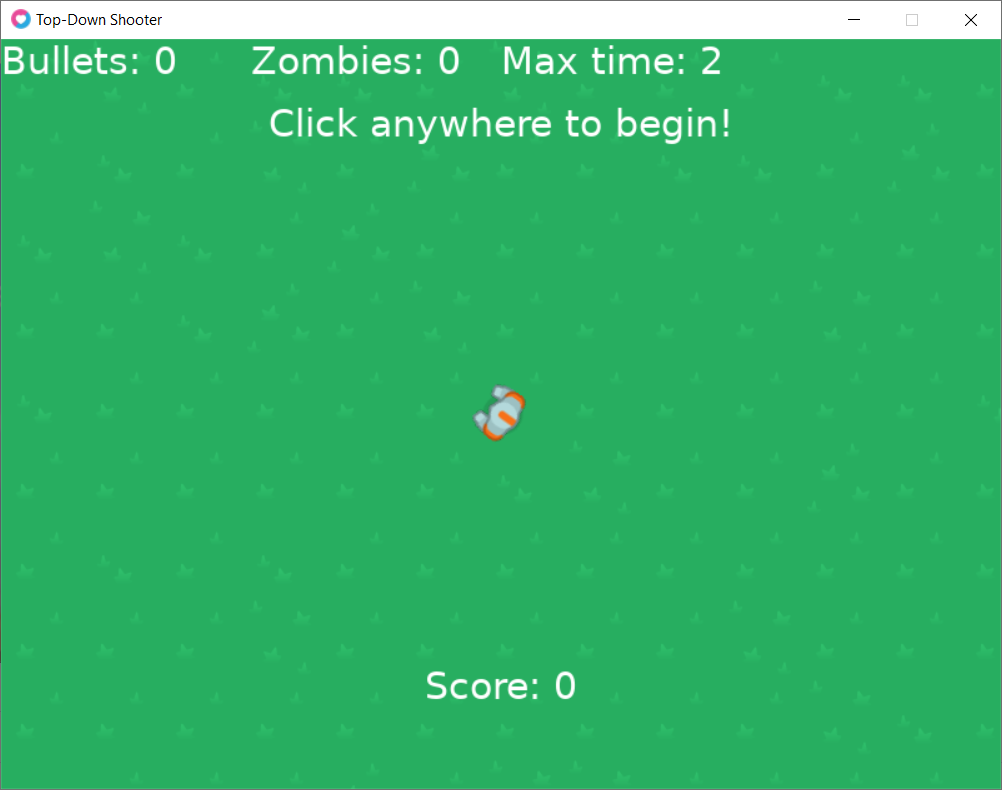 Top-Down Shooter
Bullets: 0 Zombies: 0 Max time: 2
Click anywhere to begin!
Score: 0